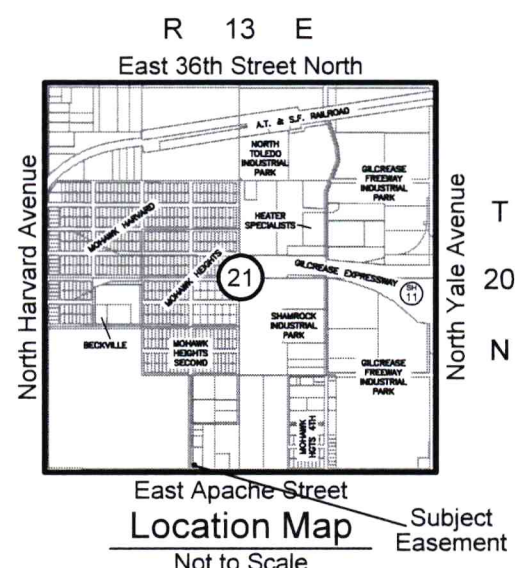 R 13 E
East 36th Street North
A.T. & S.F. RAILROAD
NORTH
TOLEDO
INDUSTRIAL
PARK
GILCREASE
FREEWAY
INDUSTRIAL
PARK
North Harvard Avenue
MOHAWK HARVARD
HEATER
SPECIALISTS
North Yale Avenue
T
20
N
MOHAWK HEIGHTS
21
GILCREASE EXPRESSWAY
SH
11
BECKVILLE
MOHAWK
HEIGHTS
SECOND
SHAMROCK
INDUSTRIAL
PARK
GILCREASE
FREEWAY
INDUSTRIAL
PARK
MOHAWK
HGTS 4TH
East Apache Street
Location Map
Not to Scale
Subject
Easement